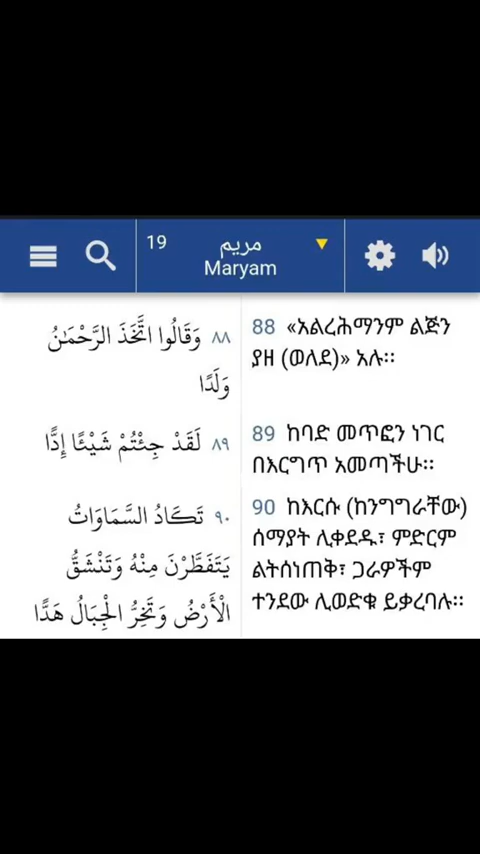 19
مريم
Maryam
٨٨ وَقَالُوا اتَّخَذَ الرَّحْمَٰنُ
وَلَدًا
88 «አልረሕማንም ልጅን
ያዘ (ወለደ)» አሉ፡፡
٨٩ لَقَدْ جِئْتُمْ شَيْئًا إِدًّا
89 ከባድ መጥፎን ነገር
በእርግጥ አመጣችሁ፡፡
٩٠ تَكَادُ السَّمَاوَاتُ
يَتَفَطَّرْنَ مِنْهُ وَتَنْشَقُّ
الْأَرْضُ وَتَخِرُّ الْجِبَالُ هَدًّا
90 ከእርሱ (ከንግግራቸው)
ሰማያት ሊቀደዱ፣ ምድርም
ልትሰነጠቅ፣ ጋራዎችም
ተንደው ሊወድቁ ይቃረባሉ፡፡